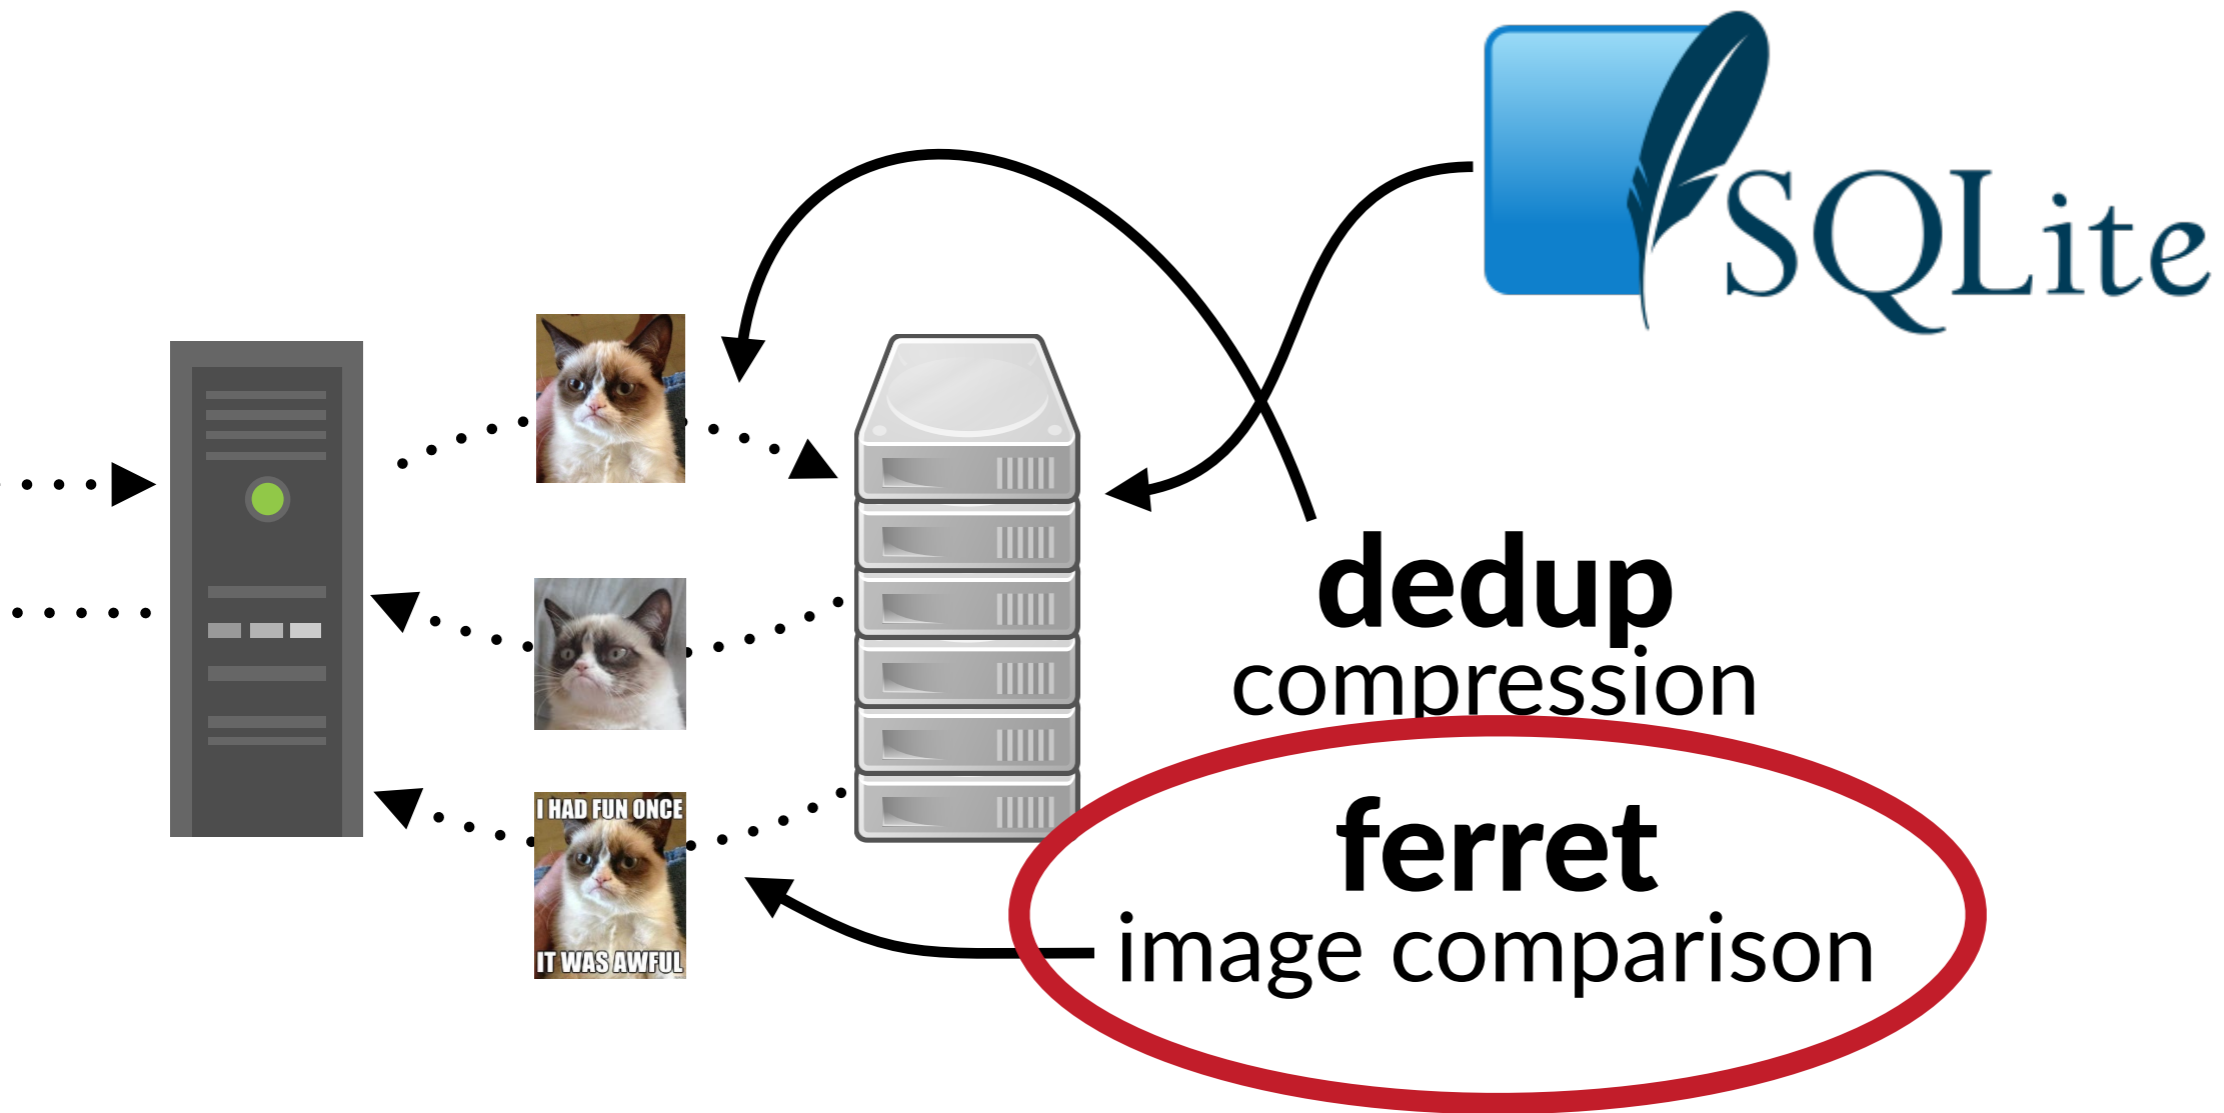 SQLite
dedup
compression
ferret
image comparison
I HAD FUN ONCE
IT WAS AWFUL